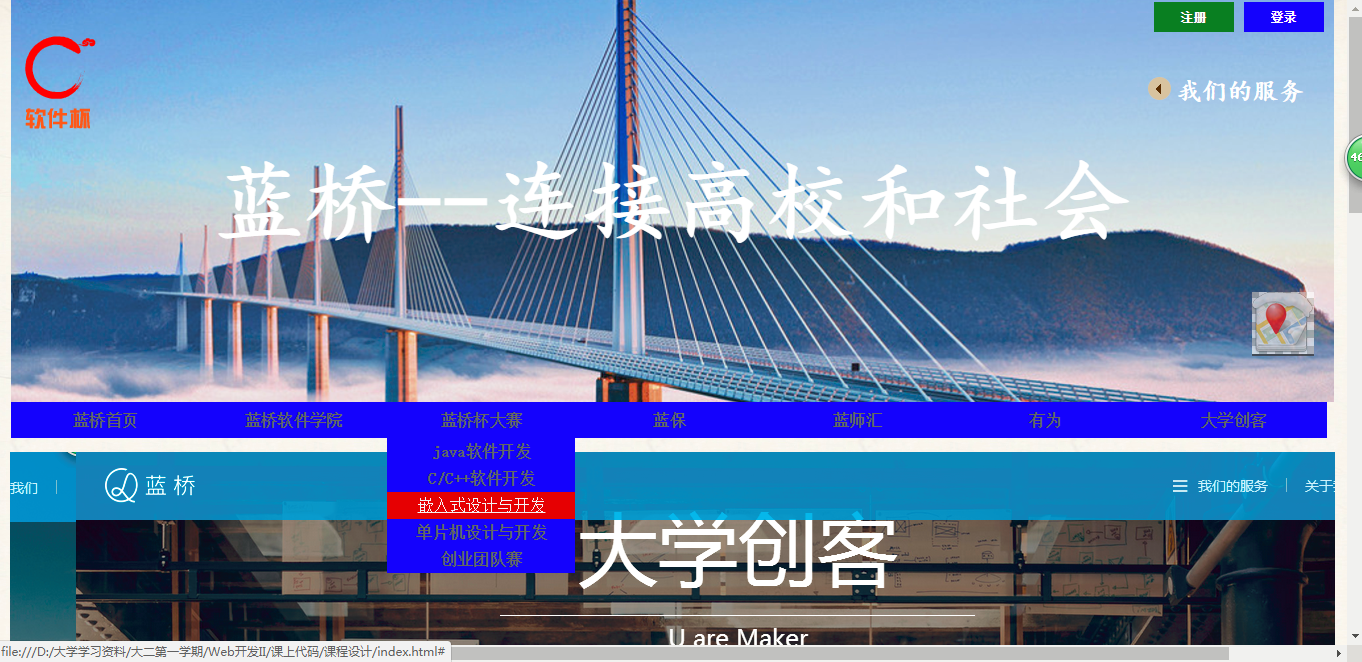 注册
登录
软件杯
我们的服务
蓝桥--连接高校和社会
蓝桥首页
蓝桥软件学院
蓝桥杯大赛
蓝保
蓝师汇
有为
大学创客
java软件开发
C/C++软件开发
嵌入式设计与开发
单片机设计与开发
创业团队赛
我们
蓝桥
我们的服务
关于
大学创客
U are Maker
46
file:///D:/大学学习资料/大二第一学期/Web开发II/课上代码/课程设计/index.html#